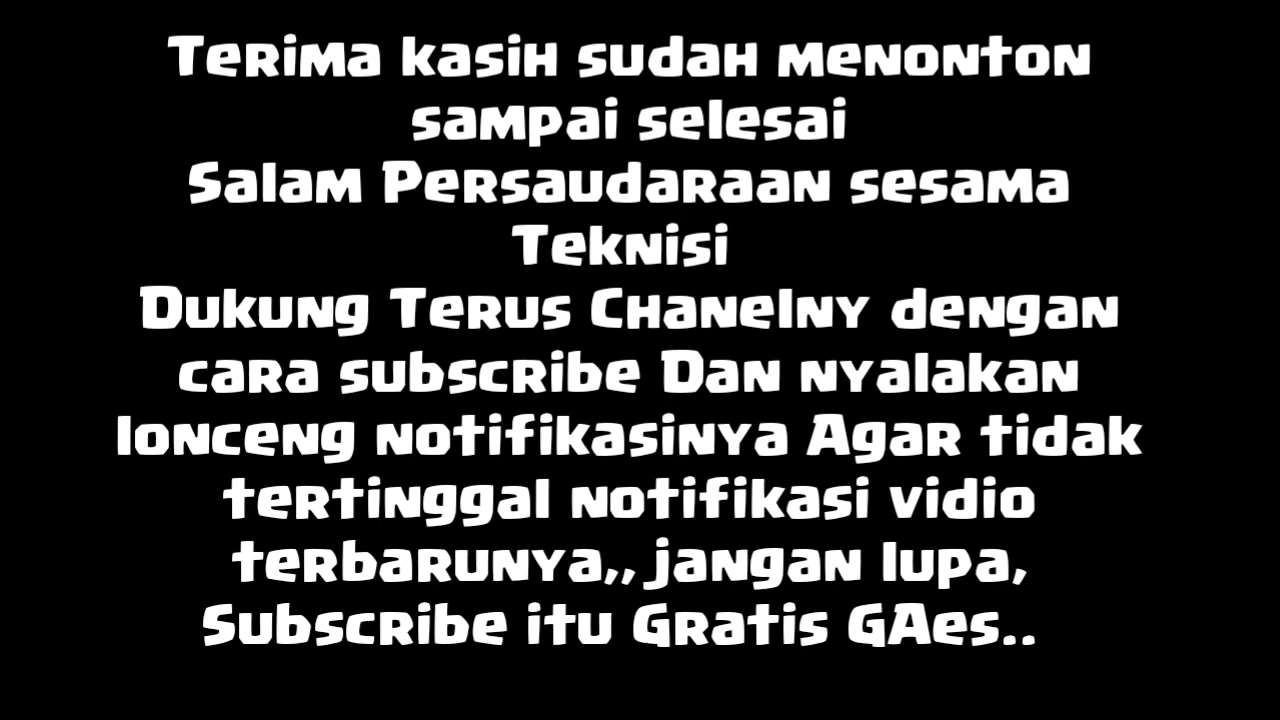 Terima kasih sudah menonton
sampai selesai
Salam Persaudaraan sesama
Teknisi
Dukung Terus Chanelny dengan
cara subscribe Dan nyalakan
lonceng notifikasinya Agar tidak
tertinggal notifikasi vidio
terbarunya,, jangan lupa,
Subscribe itu Gratis GAes..